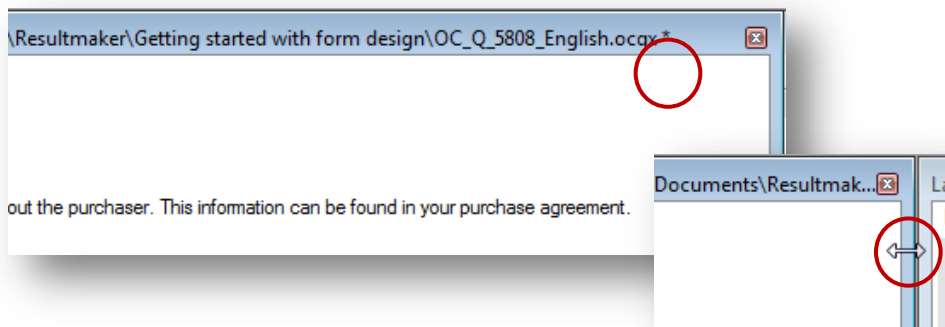 \Resultmaker\Getting started with form design\OC_Q_5808_English.ocqx *
out the purchaser. This information can be found in your purchase agreement.
Documents\Resultmak...
La